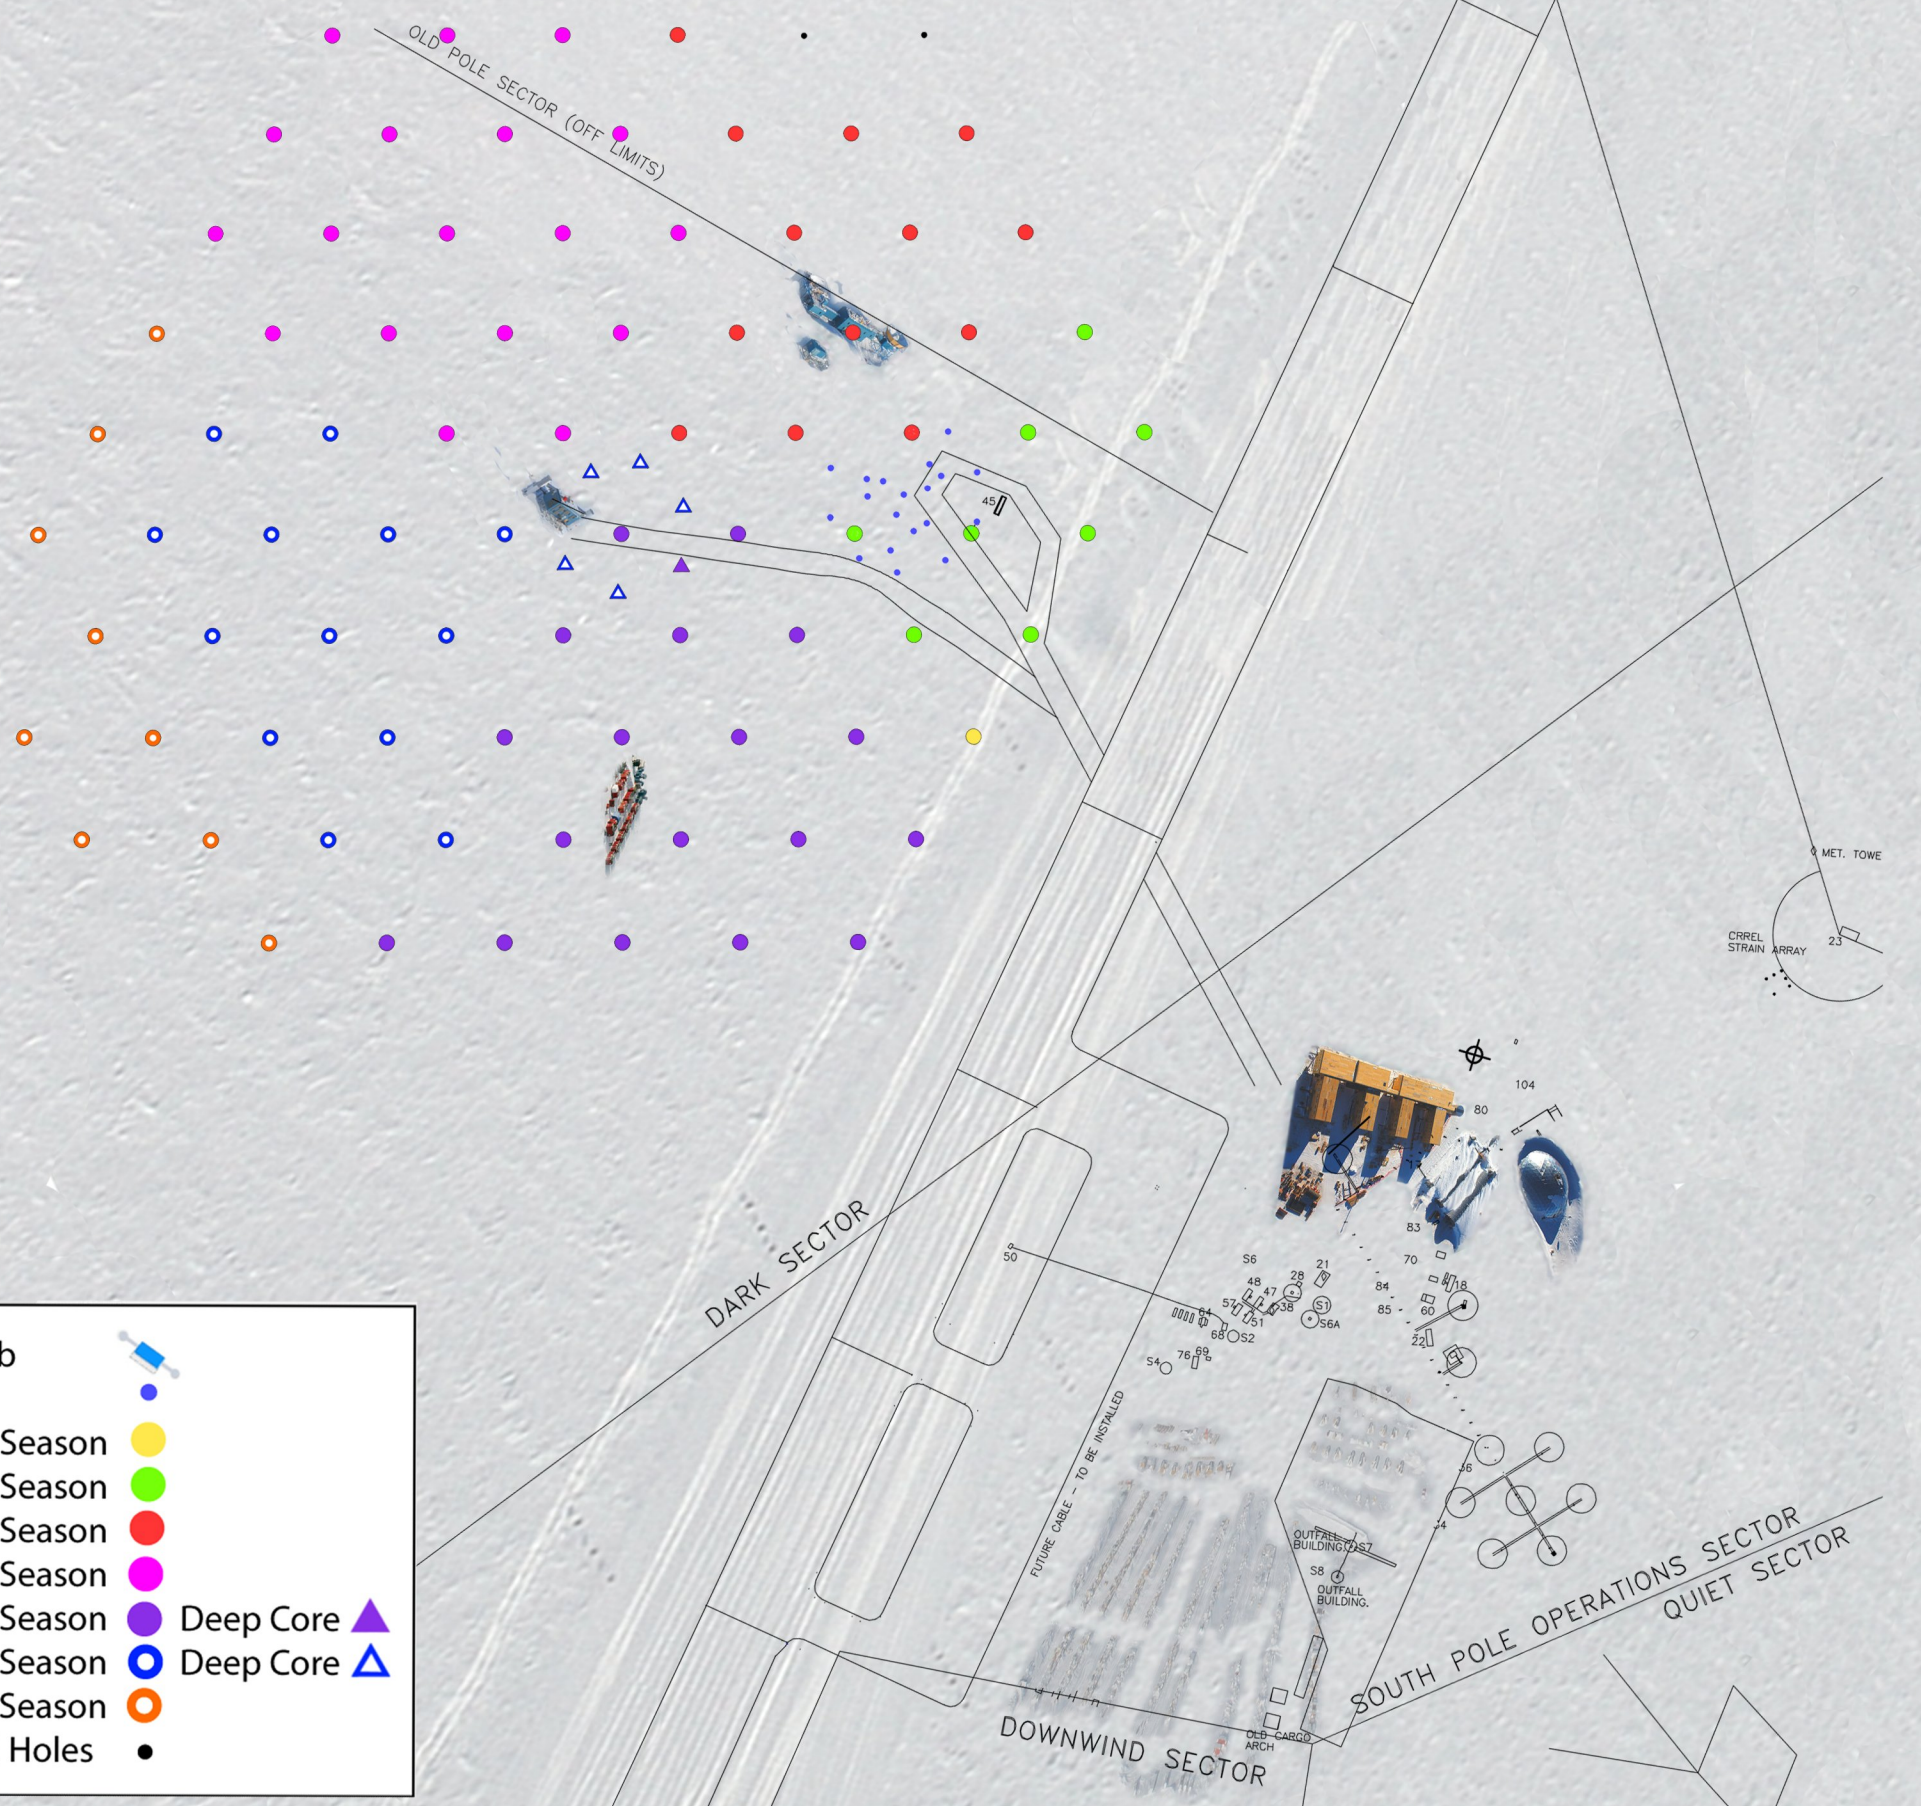 OLD POLE SECTOR (OFF LIMITS)
45
MET. TOWE
CRREL
STRAIN ARRAY
23
104
80
83
S6
21
70
48
28
84
18
47
57
38
S1
85
60
64
51
S6A
68
S2
22
76
69
S4
50
DARK SECTOR
FUTURE CABLE – TO BE INSTALLED
OUTFALL
BUILDING.
S7
S8
OUTFALL
BUILDING.
SOUTH POLE OPERATIONS SECTOR
QUIET SECTOR
OLD CARGO
ARCH
DOWNWIND SECTOR
b
Season
Season
Season
Season
Season Deep Core
Season Deep Core
Season
Holes